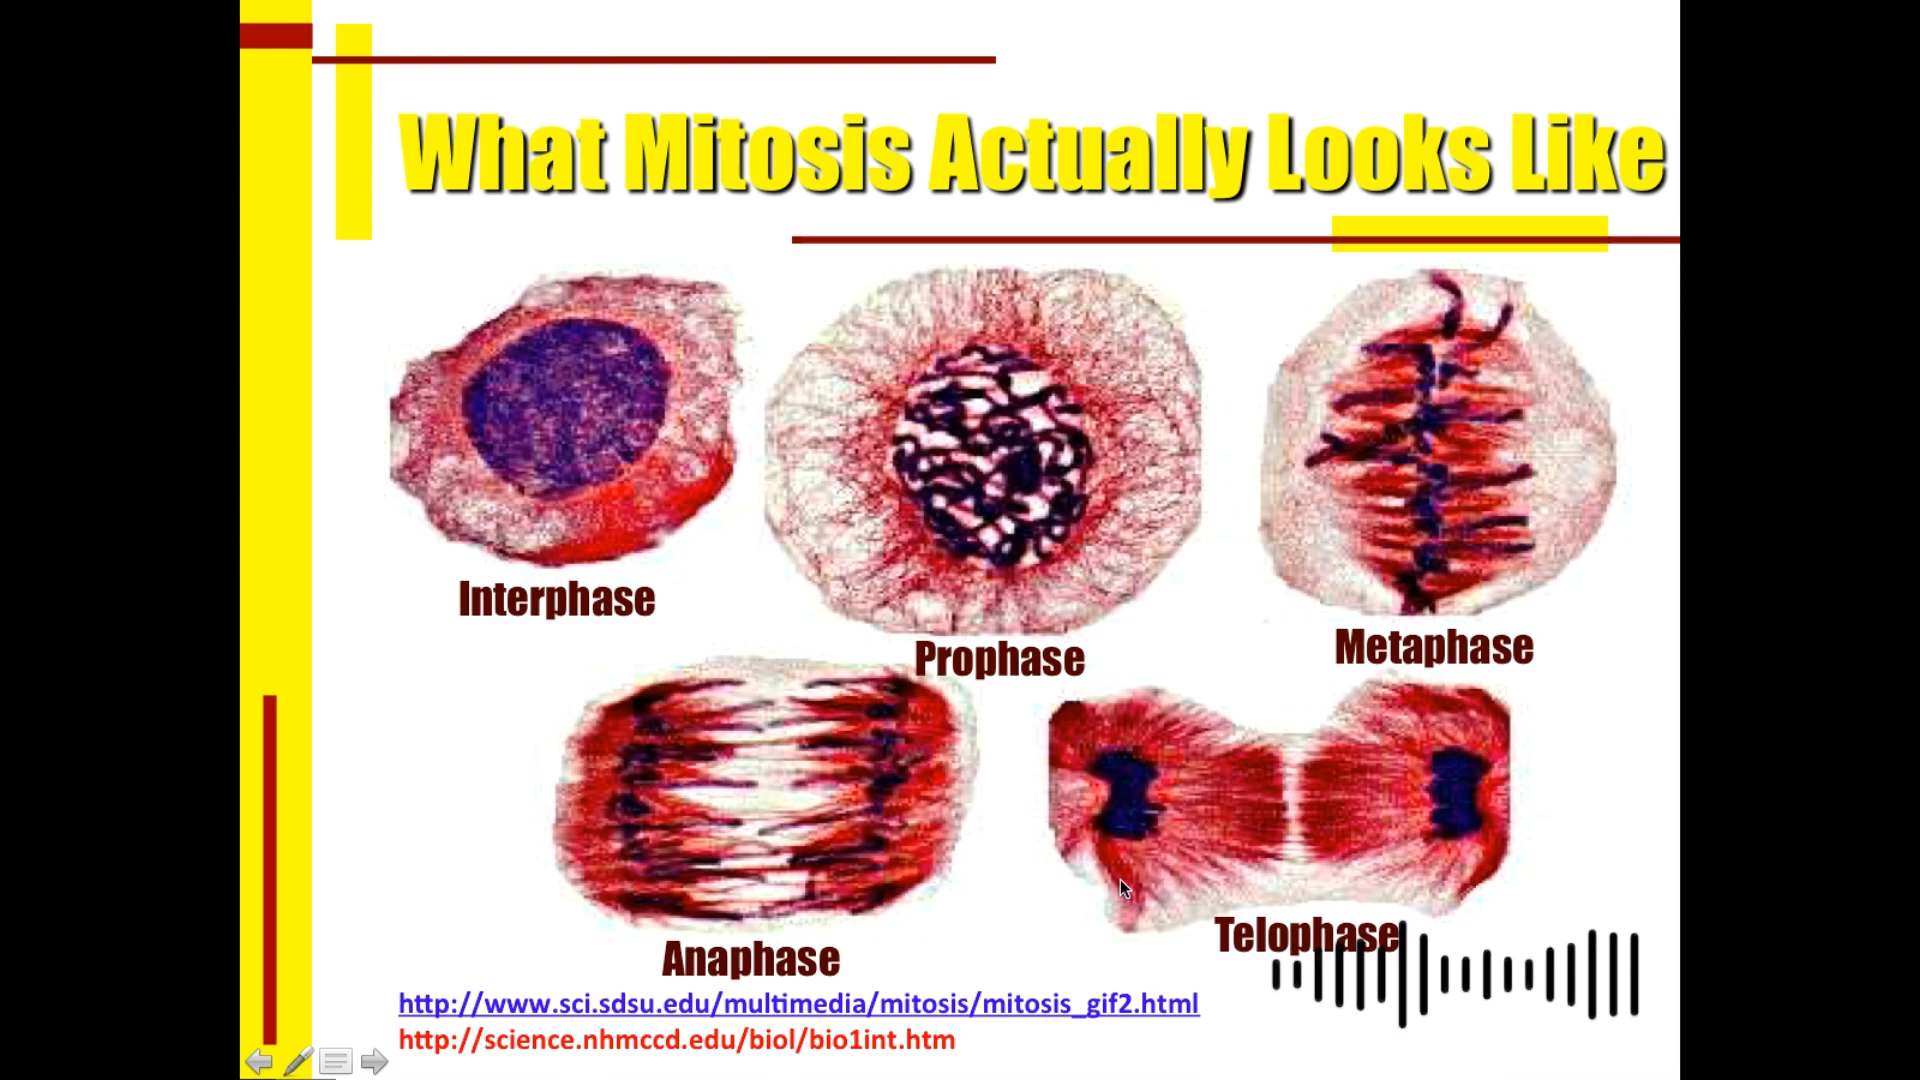 What Mitosis Actually Looks Like
Interphase
Prophase
Metaphase
Anaphase
Telophase
http://www.sci.sdsu.edu/multimedia/mitosis/mitosis_gif2.html
http://science.nhmccd.edu/biol/bio1int.htm